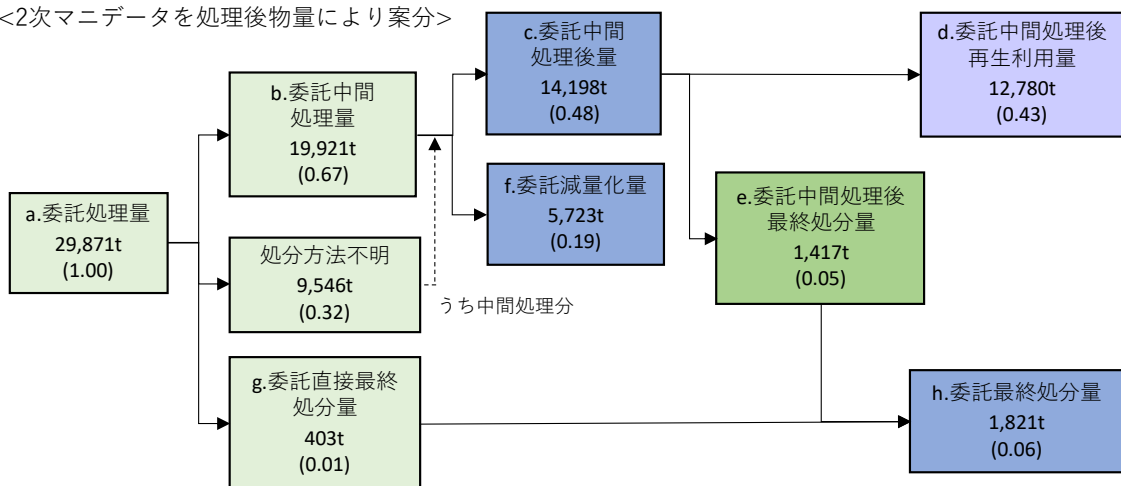 <2次マニデータを処理後物量により案分>
a.委託処理量
29,871t
(1.00)
b.委託中間
処理量
19,921t
(0.67)
処分方法不明
9,546t
(0.32)
g.委託直接最終
処分量
403t
(0.01)
うち中間処理分
c.委託中間
処理後量
14,198t
(0.48)
f.委託減量化量
5,723t
(0.19)
d.委託中間処理後
再生利用量
12,780t
(0.43)
e.委託中間処理後
最終処分量
1,417t
(0.05)
h.委託最終処分量
1,821t
(0.06)